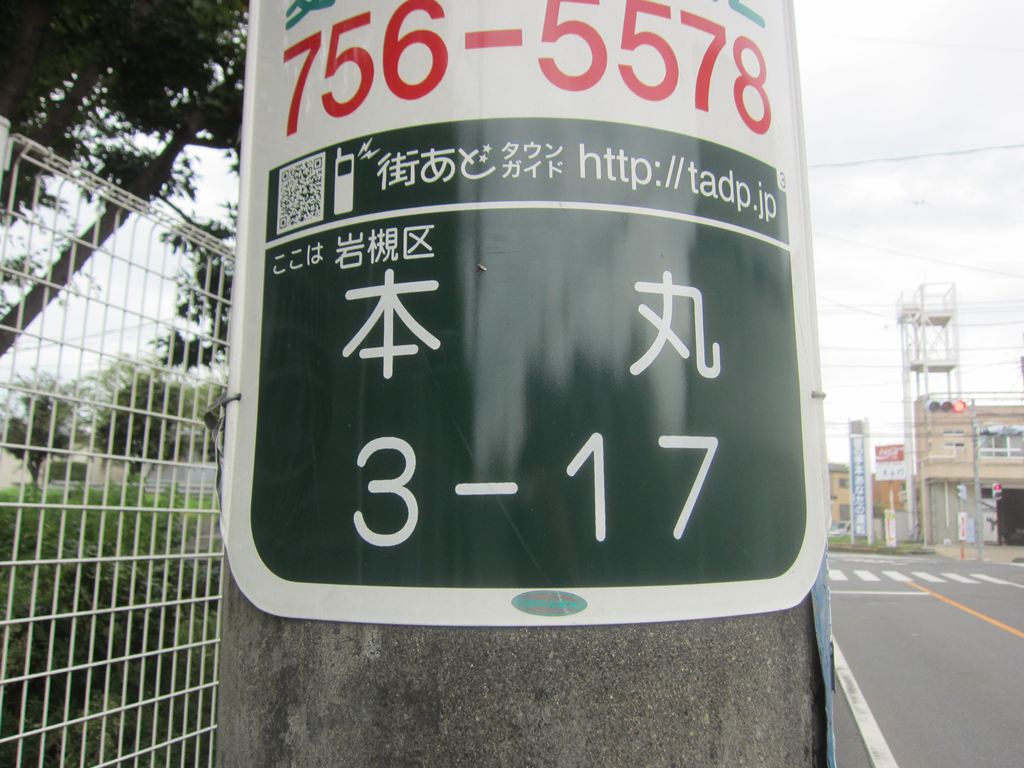 756-5578
街あど タウンガイド http://tadp.jp
3
ここは 岩槻区
本丸
3-17